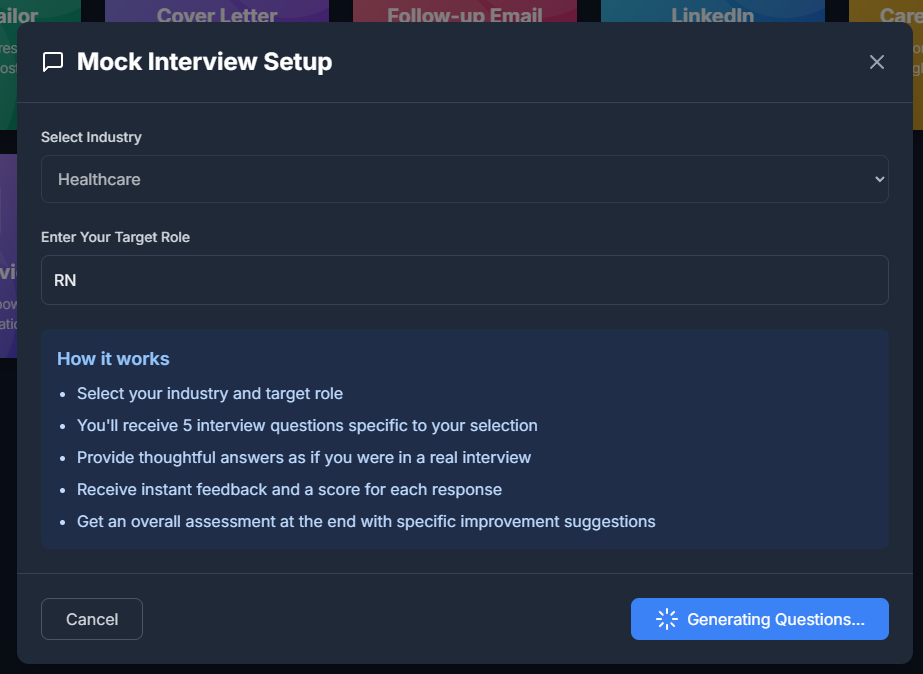 Cover Letter
Follow-up Email
LinkedIn
Mock Interview Setup
Select Industry
Healthcare
Enter Your Target Role
RN
How it works
• Select your industry and target role
• You'll receive 5 interview questions specific to your selection
• Provide thoughtful answers as if you were in a real interview
• Receive instant feedback and a score for each response
• Get an overall assessment at the end with specific improvement suggestions
Cancel
Generating Questions...